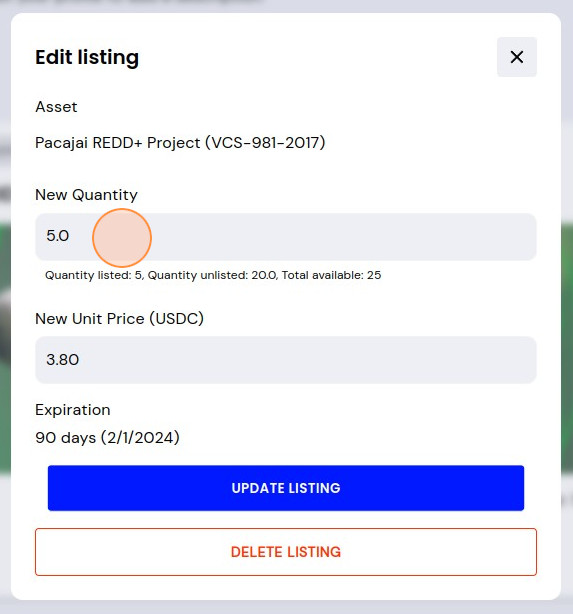 Edit listing
Asset
Pacajai REDD+ Project (VCS-981-2017)
New Quantity
5.0
Quantity listed: 5, Quantity unlisted: 20.0, Total available: 25
New Unit Price (USDC)
3.80
Expiration
90 days (2/1/2024)
UPDATE LISTING
DELETE LISTING